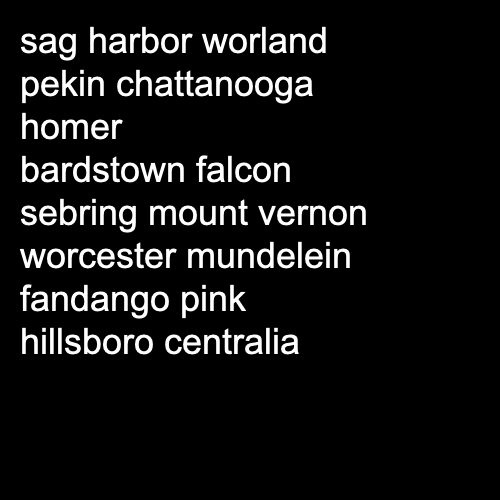 sag harbor worland
pekin chattanooga
homer
bardstown falcon
sebring mount vernon
worcester mundelein
fandango pink
hillsboro centralia